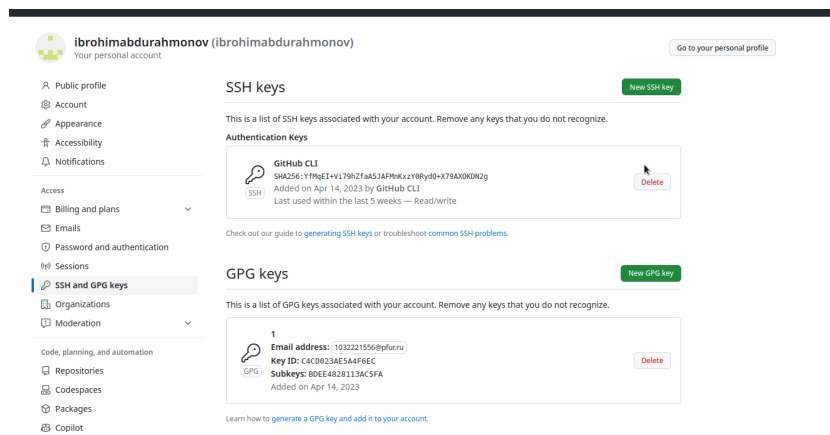 ibrohimabdurahmonov (ibrohimabdurahmonov)
Your personal account
Go to your personal profile
Public profile
Account
Appearance
Accessibility
Notifications
Access
Billing and plans
Emails
Password and authentication
Sessions
SSH and GPG keys
Organizations
Moderation
Code, planning, and automation
Repositories
Codespaces
Packages
Copilot
SSH keys
New SSH key
This is a list of SSH keys associated with your account. Remove any keys that you do not recognize.
Authentication Keys
GitHub CLI
SHA256:YfMqEI+Vi79hZfaA5JAFMnKxzY0RydQ+X79AXOKDN2g
Added on Apr 14, 2023 by GitHub CLI
Last used within the last 5 weeks — Read/write
SSH
Delete
Check out our guide to generating SSH keys or troubleshoot common SSH problems.
GPG keys
New GPG key
This is a list of GPG keys associated with your account. Remove any keys that you do not recognize.
1
Email address: 1032221556@pfur.ru
Key ID: C4CD023AE5A4F6EC
Subkeys: BDEE4828113AC5FA
Added on Apr 14, 2023
GPG
Delete
Learn how to generate a GPG key and add it to your account.